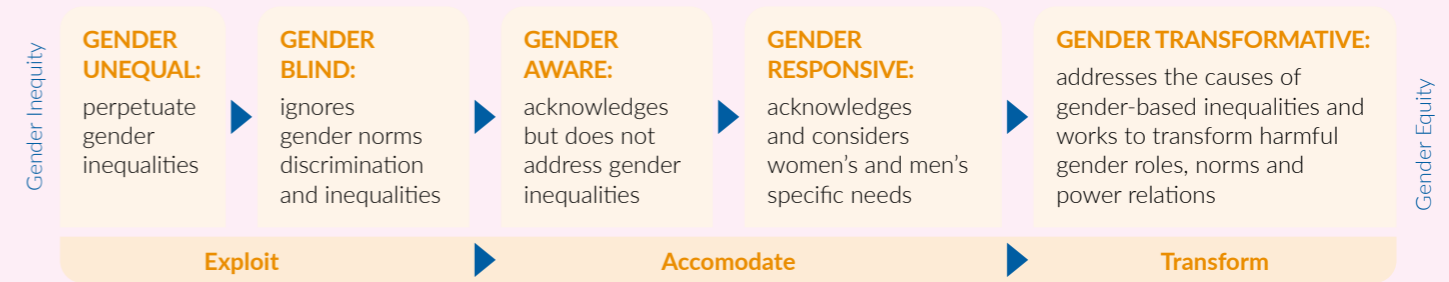 Gender Inequity
GENDER
UNEQUAL:
perpetuate
gender
inequalities
GENDER
BLIND:
ignores
gender norms
discrimination
and inequalities
GENDER
AWARE:
acknowledges
but does not
address gender
inequalities
GENDER
RESPONSIVE:
acknowledges
and considers
women’s and men’s
specific needs
GENDER TRANSFORMATIVE:
addresses the causes of
gender-based inequalities and
works to transform harmful
gender roles, norms and
power relations
Gender Equity
Exploit
Accomodate
Transform